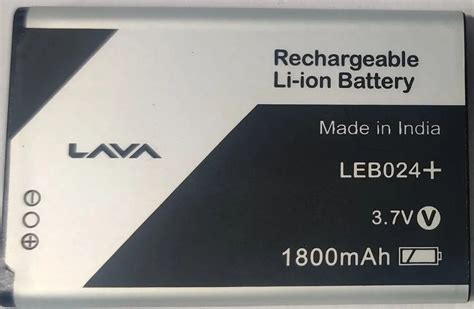 Rechargeable
Li-ion Battery
Made in India
LAVA
LEB024+
3.7V V
1800mAh